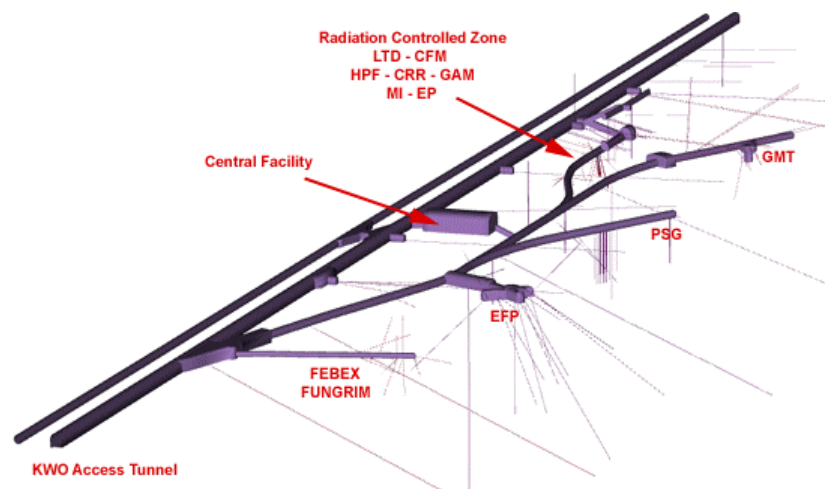 Radiation Controlled Zone
LTD - CFM
HPF - CRR - GAM
MI - EP
Central Facility
GMT
PSG
EFP
FEBEX
FUNGRIM
KWO Access Tunnel